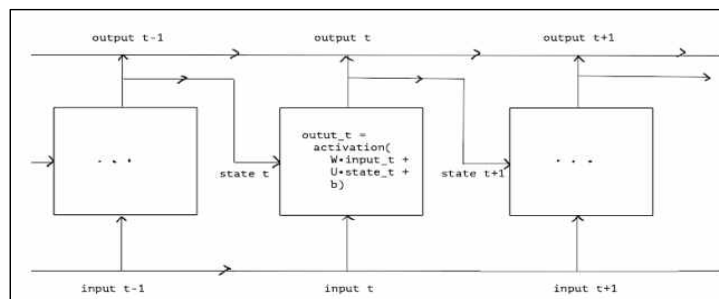 output t-1
output t
output t+1
. . .
outut_t =
activation(
W•input_t +
U•state_t +
b)
. . .
state t
state t+1
input t-1
input t
input t+1